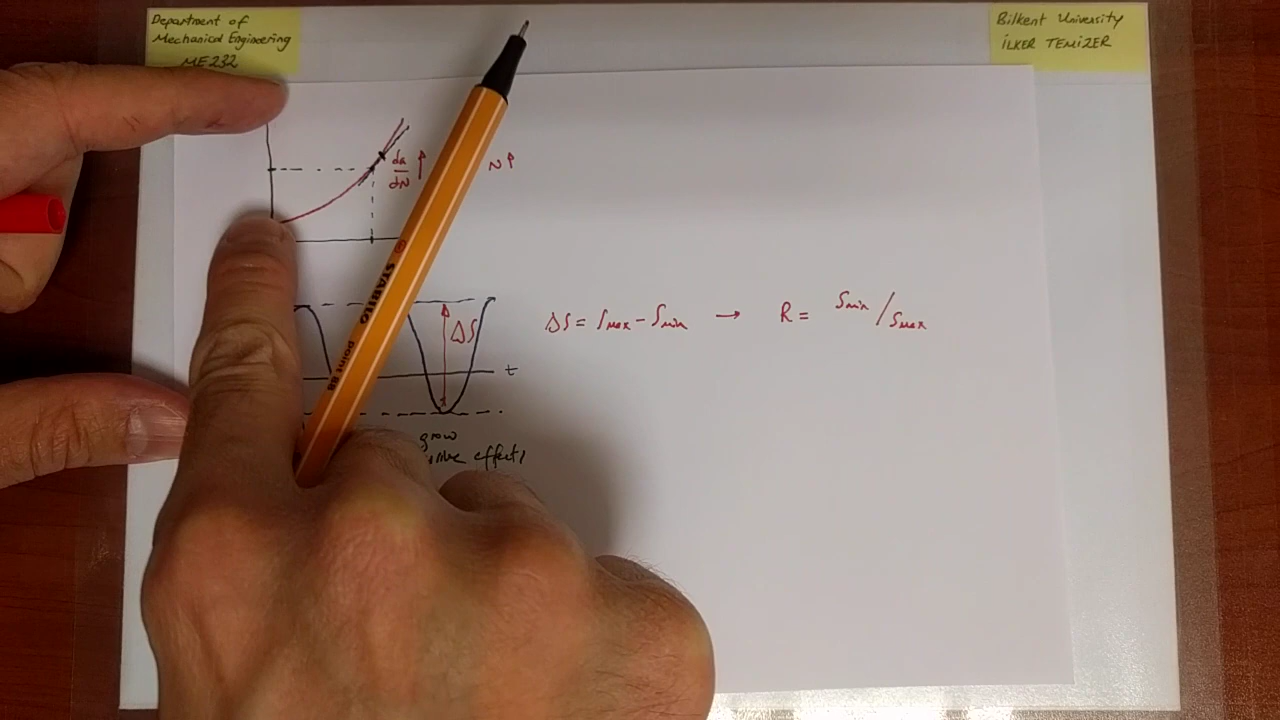 Department of
Mechanical Engineering
ME232
Bilkent University
İLKER TEMİZER
da/dN ↑
N↑
ΔS
ΔS = Smax - Smin → R = Smin / Smax
t
grow
effects
STABILO
point 88